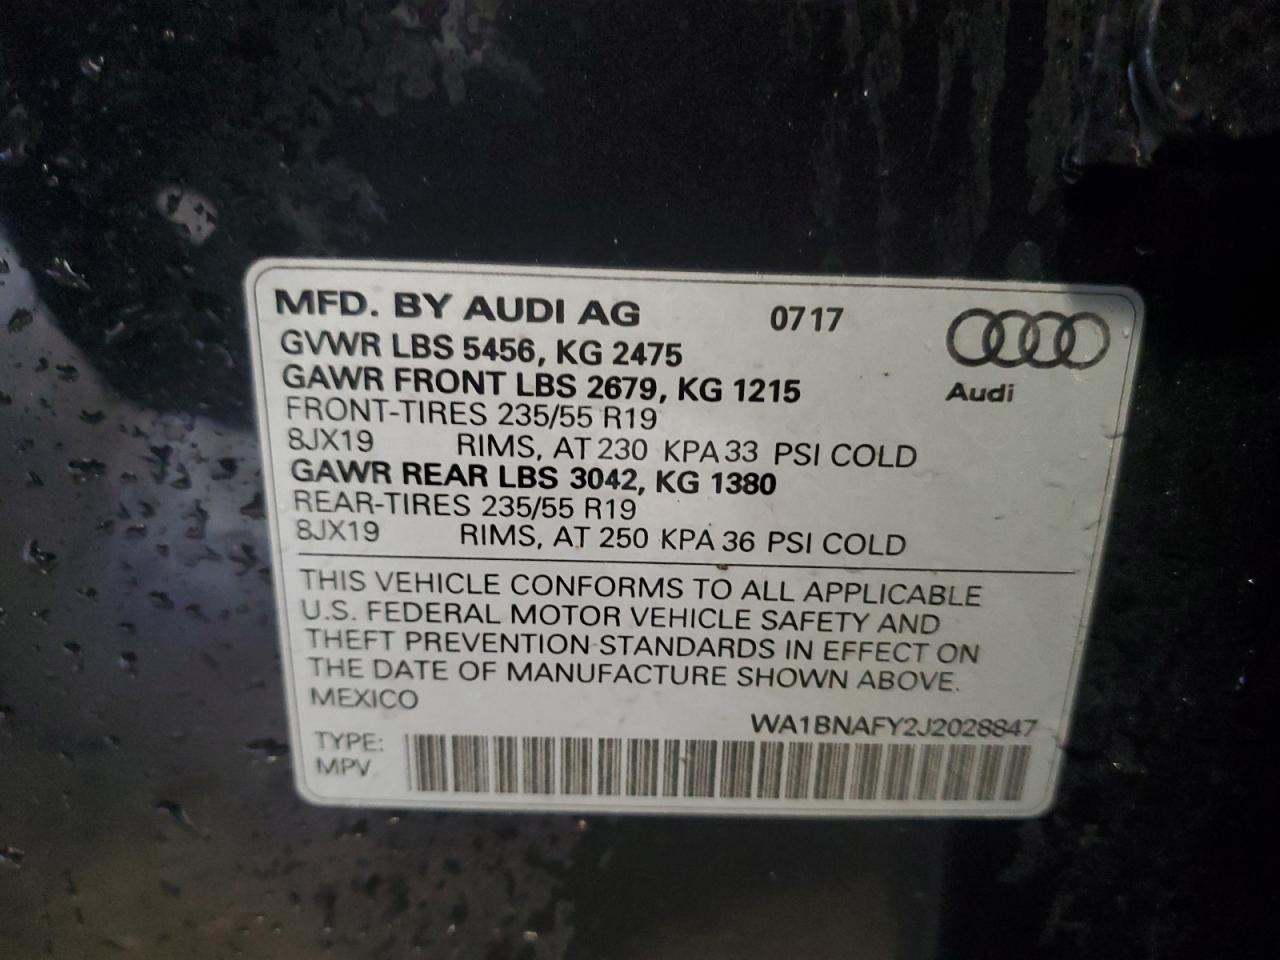 MFD. BY AUDI AG 0717
GVWR LBS 5456, KG 2475
GAWR FRONT LBS 2679, KG 1215
Audi
FRONT-TIRES 235/55 R19
8JX19 RIMS, AT 230 KPA 33 PSI COLD
GAWR REAR LBS 3042, KG 1380
REAR-TIRES 235/55 R19
8JX19 RIMS, AT 250 KPA 36 PSI COLD
THIS VEHICLE CONFORMS TO ALL APPLICABLE
U.S. FEDERAL MOTOR VEHICLE SAFETY AND
THEFT PREVENTION STANDARDS IN EFFECT ON
THE DATE OF MANUFACTURE SHOWN ABOVE.
MEXICO
WA1BNAFY2J2028847
TYPE:
MPV